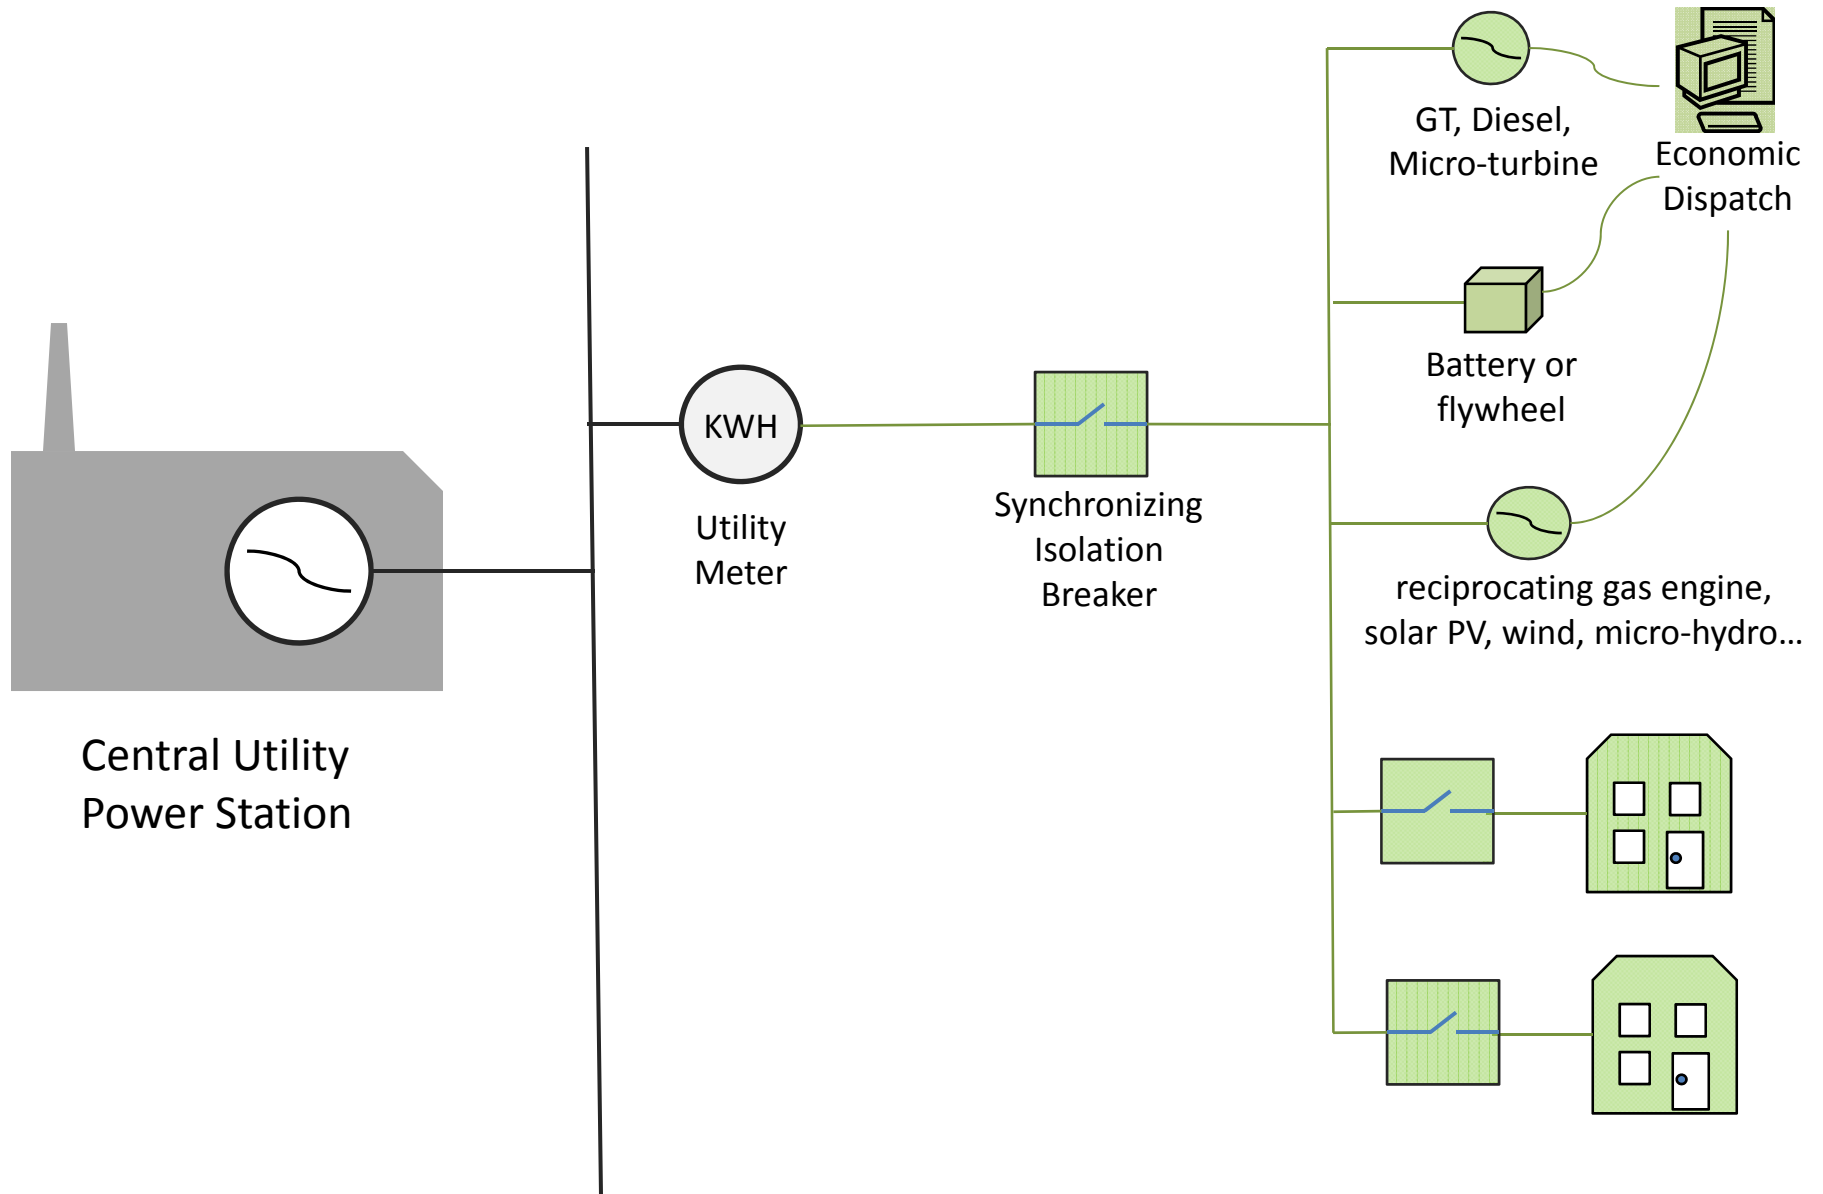 GT, Diesel,
Micro-turbine
Economic
Dispatch
Battery or
flywheel
KWH
Utility
Meter
Synchronizing
Isolation
Breaker
reciprocating gas engine,
solar PV, wind, micro-hydro...
Central Utility
Power Station